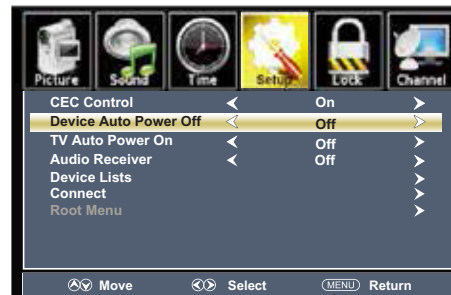 Picture Sound Time Setup Lock Channel
CEC Control On
Device Auto Power Off Off
TV Auto Power On Off
Audio Receiver Off
Device Lists
Connect
Root Menu
Move Select MENU Return